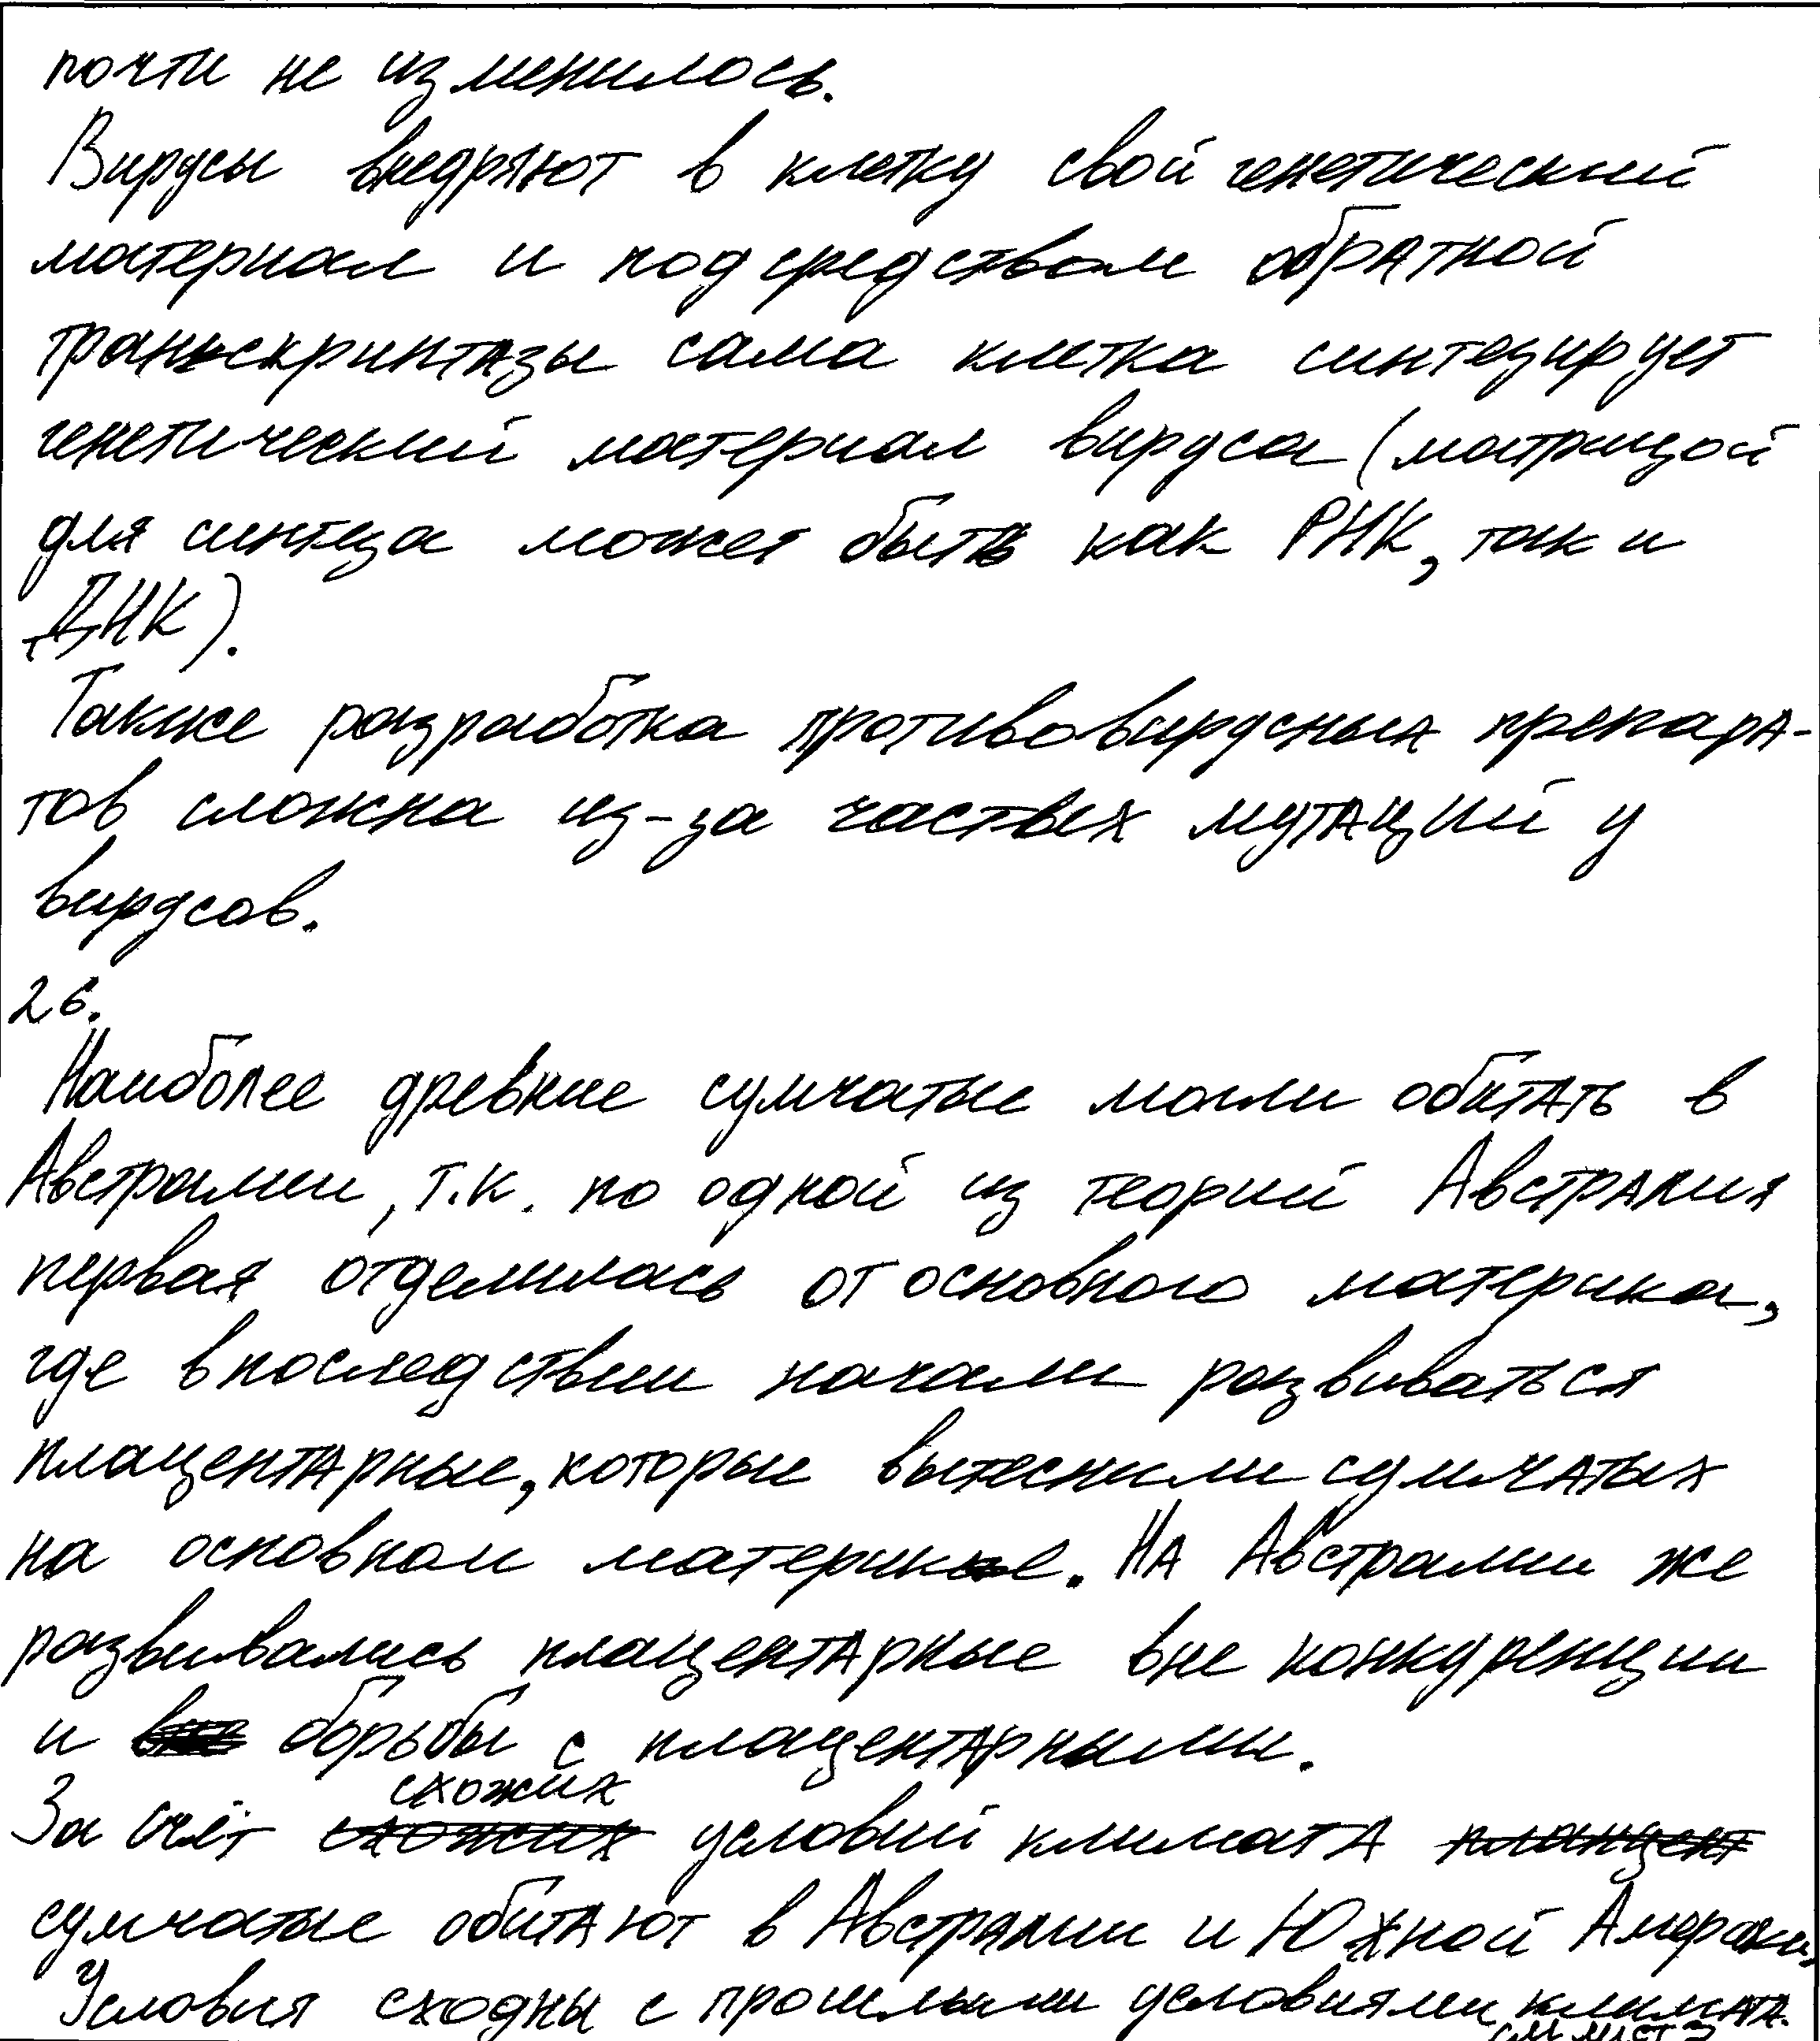 почти не изменилось.
Вирусы внедряют в клетку свой генетический
материал и подсредством обратной
транскриптазы сама клетка синтезирует
генетический материал вируса (матрицой
для синтеза может быть как РНК, так и
ДНК).
Также разработка противовирусных препара-
тов сложна из-за частых мутаций у
вирусов.
26.
Наиболее древние сумчатые могли обитать в
Австралии, т.к. по одной из теорий Австралия
первая отделилась от основного материка,
где впоследствии начали развиваться
плацентарные, которые вытеснили сумчатых
на основном материке. На Австралии же
развивались плацентарные вне конкуренции
и борьбы с плацентарными.
За счёт схожих условий климата
сумчатые обитают в Австралии и Южной Америки.
Условия сходны с прошлыми условиями климата.
см лист 3